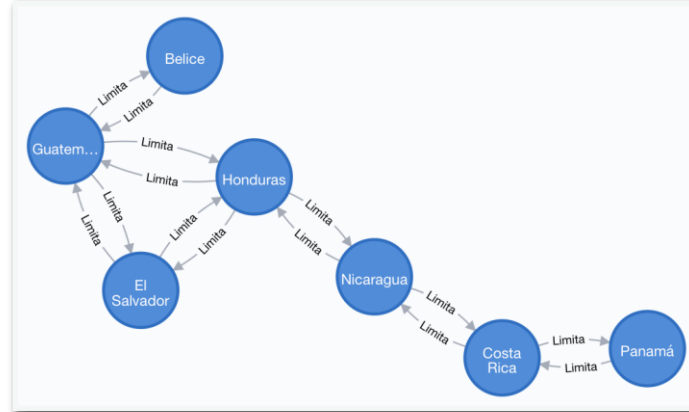 Belice
Limita
Limita
Guatem...
Limita
Limita
Honduras
Limita
Limita
Limita
Limita
El
Salvador
Limita
Limita
Nicaragua
Limita
Limita
Costa
Rica
Limita
Limita
Panamá